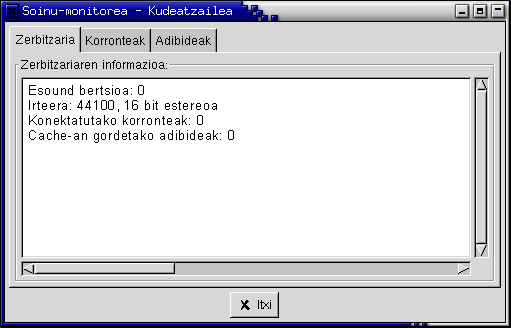 Soinu-monitorea - Kudeatzailea
Zerbitzaria Korronteak Adibideak
Zerbitzariaren informazioa:
Esound bertsioa: 0
Irteera: 44100, 16 bit estereoa
Konektatutako korronteak: 0
Cache-an gordetako adibideak: 0
Itxi